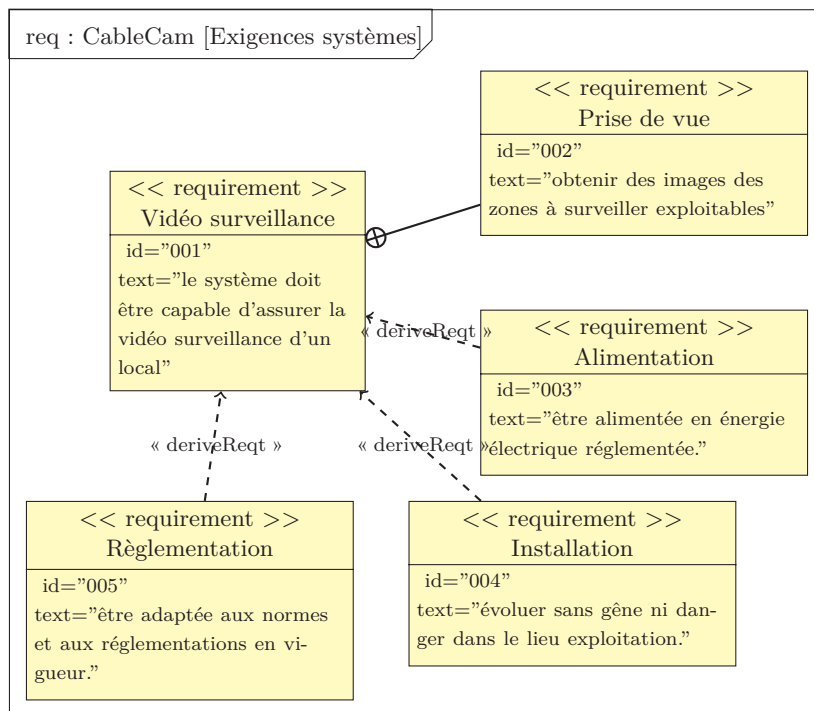 req : CableCam [Exigences systèmes]
<< requirement >>
Prise de vue
id=”002”
text=”obtenir des images des
zones à surveiller exploitables”
<< requirement >>
Vidéo surveillance
id=”001”
text=”le système doit
être capable d'assurer la
vidéo surveillance d'un
local”
<< requirement >>
Alimentation
id=”003”
text=”être alimentée en énergie
électrique réglementée.”
« deriveReqt »
« deriveReqt »
« deriveReqt »
<< requirement >>
Règlementation
id=”005”
text=”être adaptée aux normes
et aux réglementations en vi-
gueur.”
<< requirement >>
Installation
id=”004”
text=”évoluer sans gêne ni dan-
ger dans le lieu exploitation.”